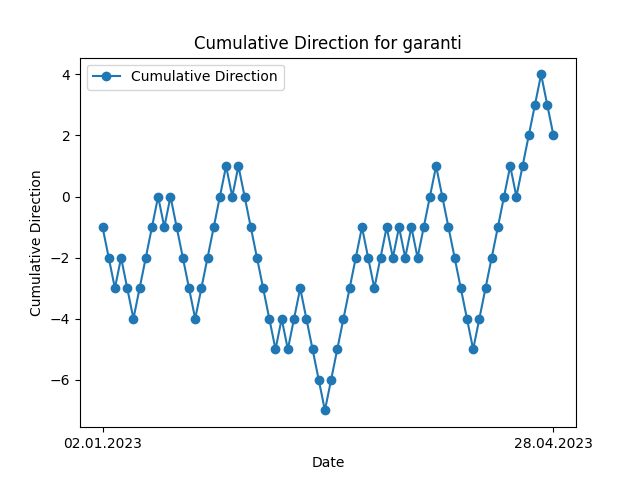 Cumulative Direction for garanti
Cumulative Direction
4
2
0
−2
−4
−6
Cumulative Direction
02.01.2023
28.04.2023
Date